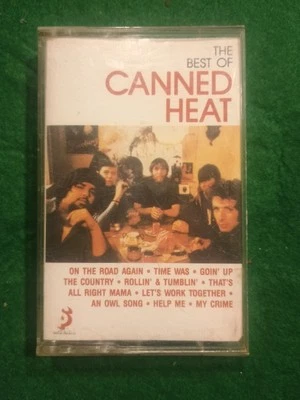 THE
BEST OF
CANNED
HEAT
ON THE ROAD AGAIN • TIME WAS • GOIN' UP
THE COUNTRY • ROLLIN' & TUMBLIN' • THAT'S
ALL RIGHT MAMA • LET'S WORK TOGETHER •
AN OWL SONG • HELP ME • MY CRIME